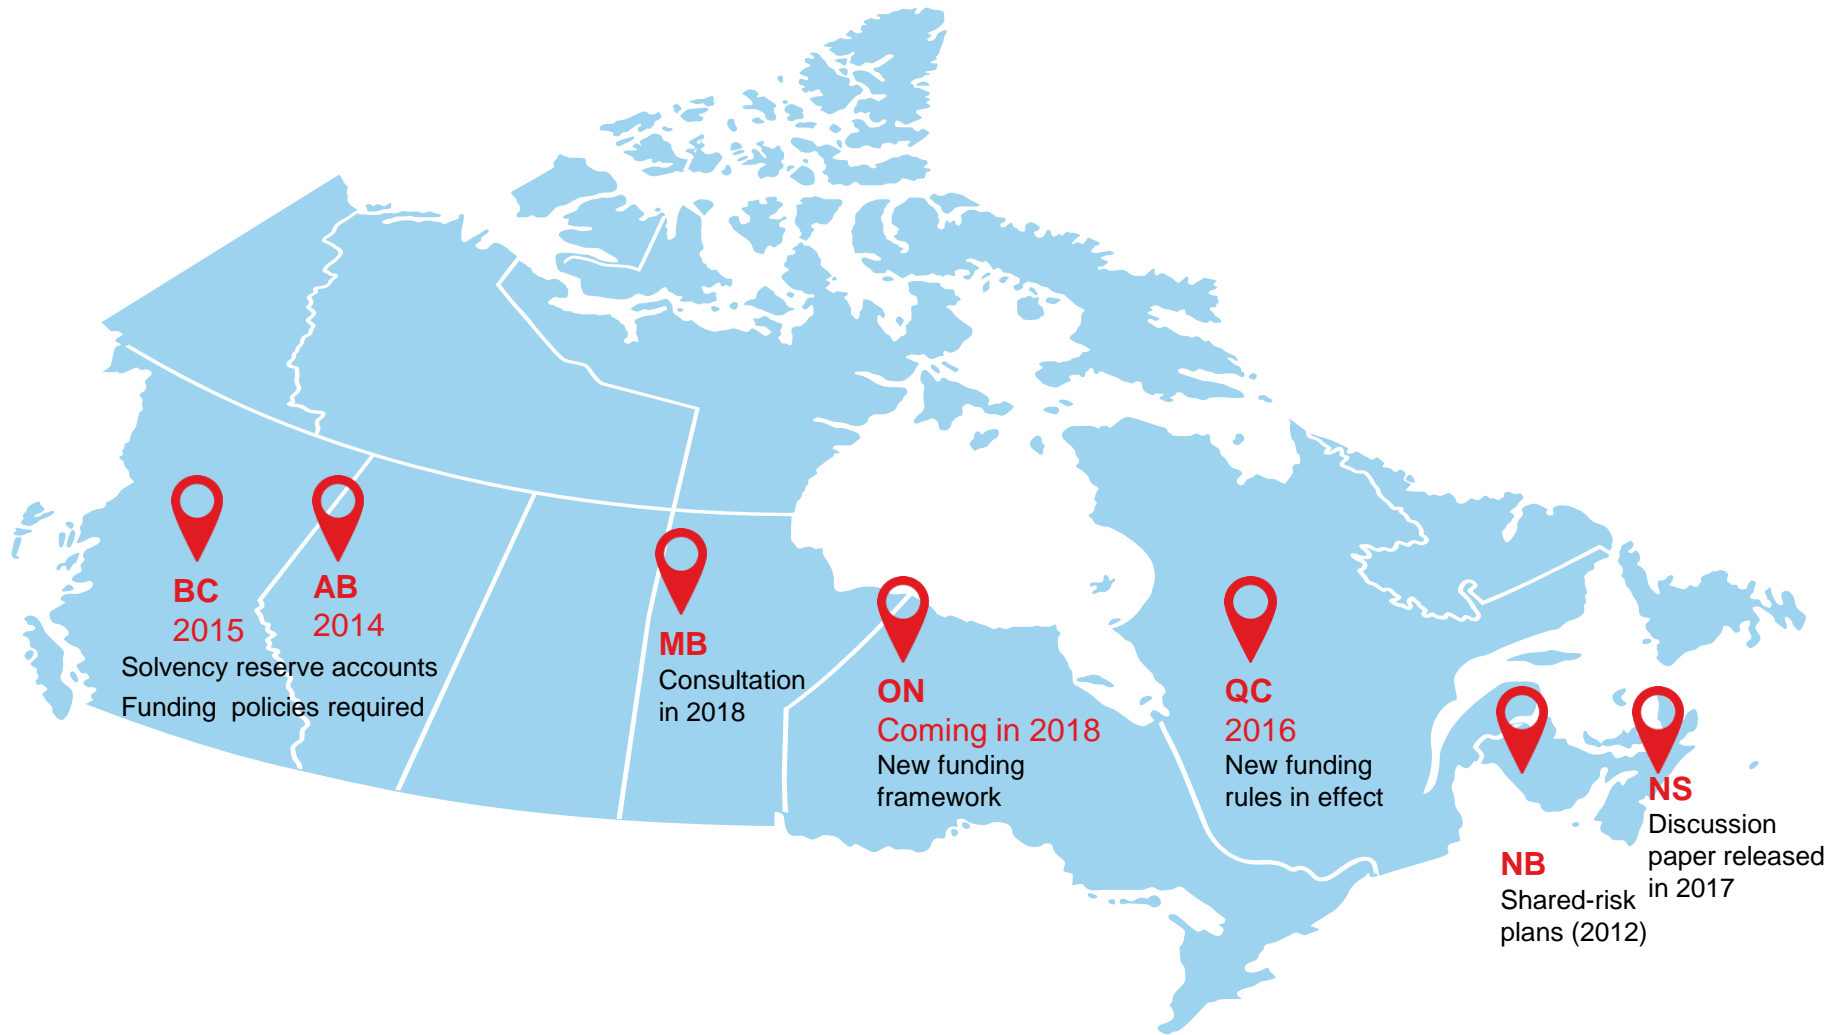 BC
2015
AB
2014
Solvency reserve accounts
Funding policies required
MB
Consultation
in 2018
ON
Coming in 2018
New funding
framework
QC
2016
New funding
rules in effect
NB
Shared-risk
plans (2012)
NS
Discussion
paper released
in 2017